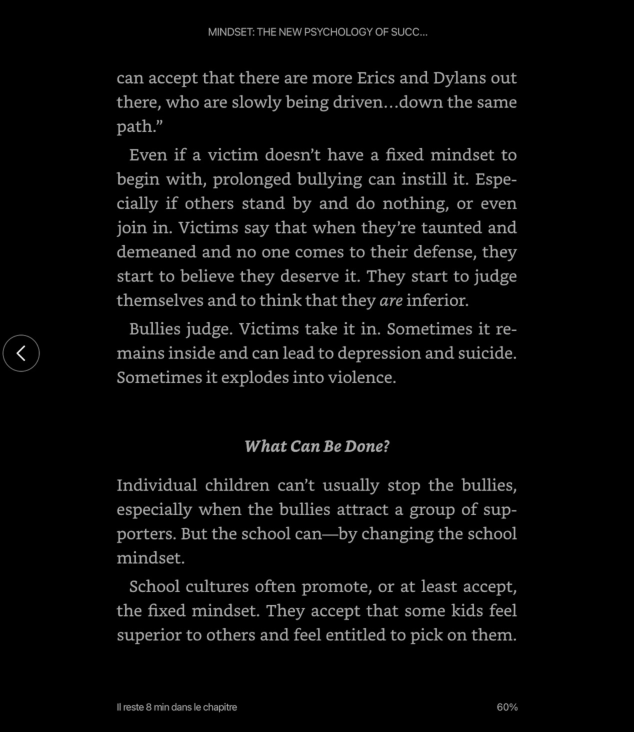 MINDSET: THE NEW PSYCHOLOGY OF SUCC...
can accept that there are more Erics and Dylans out
there, who are slowly being driven…down the same
path.”
Even if a victim doesn’t have a fixed mindset to
begin with, prolonged bullying can instill it. Espe-
cially if others stand by and do nothing, or even
join in. Victims say that when they’re taunted and
demeaned and no one comes to their defense, they
start to believe they deserve it. They start to judge
themselves and to think that they are inferior.
Bullies judge. Victims take it in. Sometimes it re-
mains inside and can lead to depression and suicide.
Sometimes it explodes into violence.
What Can Be Done?
Individual children can’t usually stop the bullies,
especially when the bullies attract a group of sup-
porters. But the school can—by changing the school
mindset.
School cultures often promote, or at least accept,
the fixed mindset. They accept that some kids feel
superior to others and feel entitled to pick on them.
Il reste 8 min dans le chapitre
60%